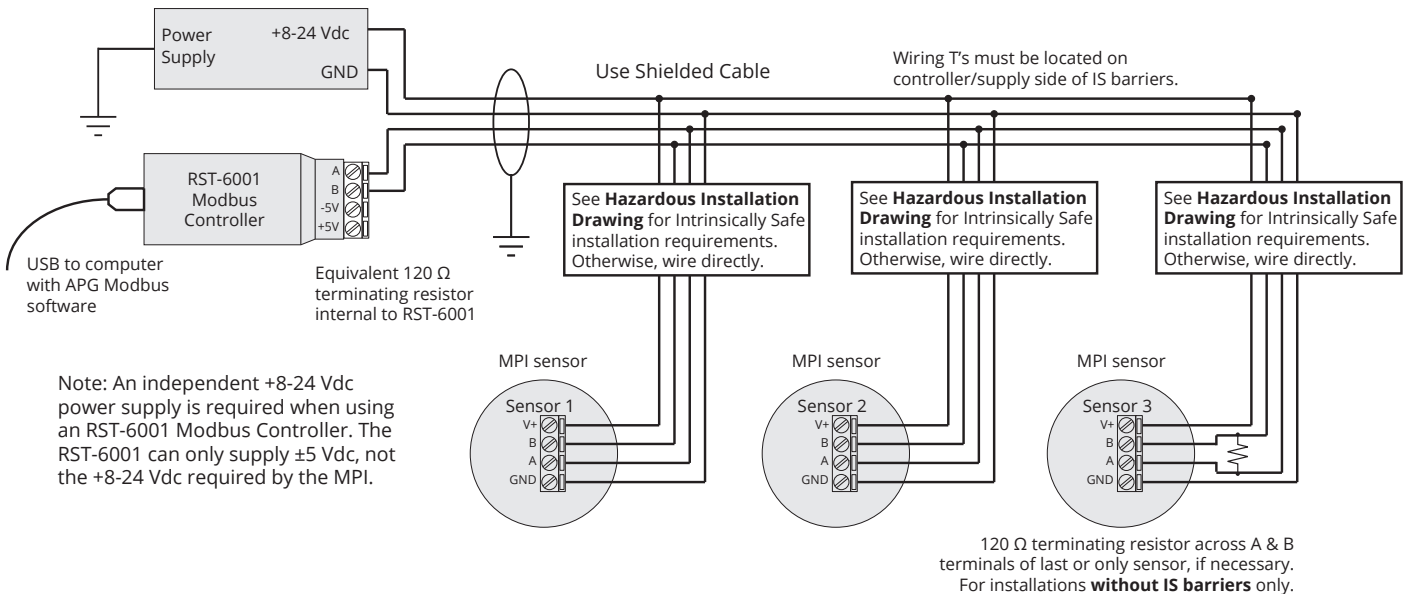 Power
Supply
+8-24 Vdc
GND
Use Shielded Cable
Wiring T's must be located on
controller/supply side of IS barriers.
RST-6001
Modbus
Controller
A
B
-5V
+5V
USB to computer
with APG Modbus
software
Equivalent 120 Ω
terminating resistor
internal to RST-6001
See Hazardous Installation
Drawing for Intrinsically Safe
installation requirements.
Otherwise, wire directly.
See Hazardous Installation
Drawing for Intrinsically Safe
installation requirements.
Otherwise, wire directly.
See Hazardous Installation
Drawing for Intrinsically Safe
installation requirements.
Otherwise, wire directly.
Note: An independent +8-24 Vdc
power supply is required when using
an RST-6001 Modbus Controller. The
RST-6001 can only supply ±5 Vdc, not
the +8-24 Vdc required by the MPI.
MPI sensor
Sensor 1
V+
B
A
GND
MPI sensor
Sensor 2
V+
B
A
GND
MPI sensor
Sensor 3
V+
B
A
GND
120 Ω terminating resistor across A & B
terminals of last or only sensor, if necessary.
For installations without IS barriers only.